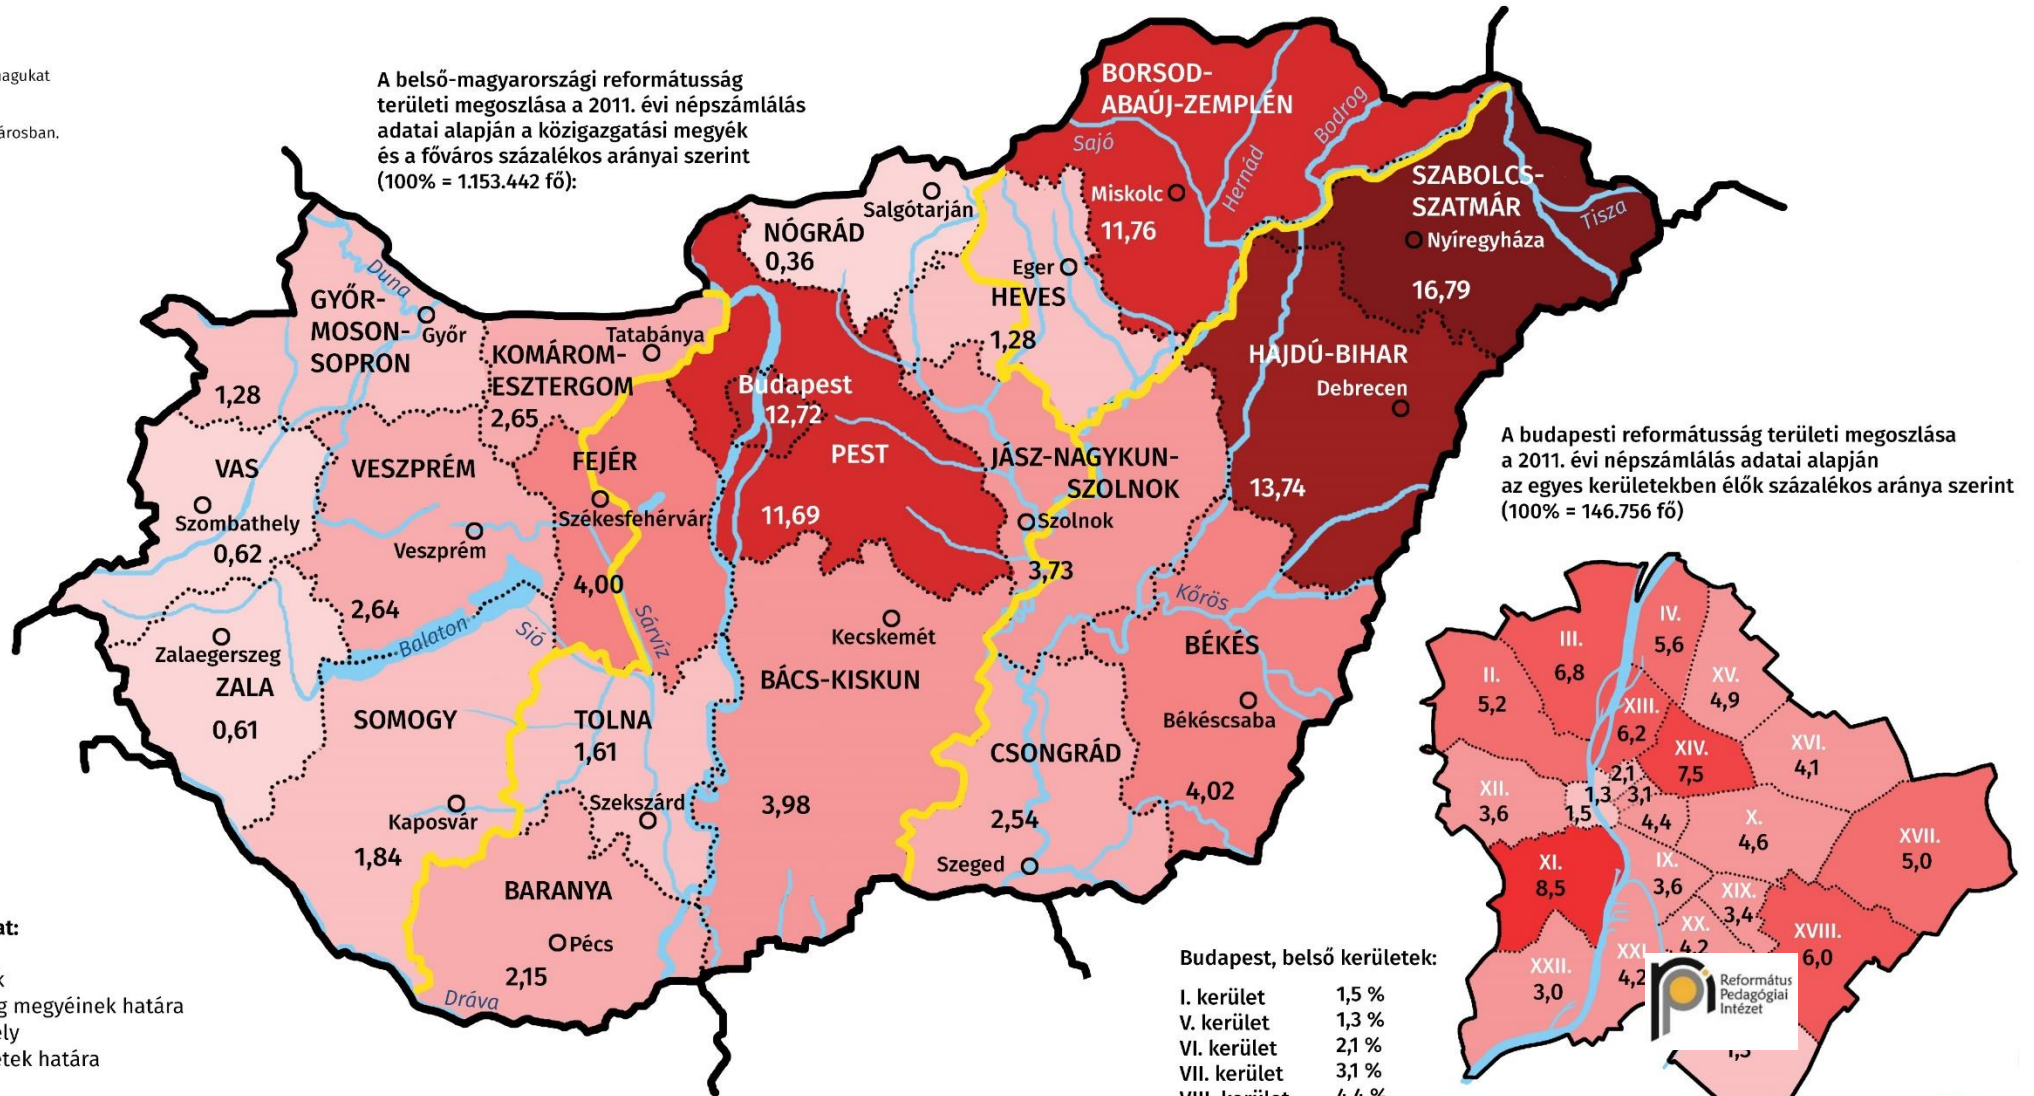 agukat
árosban.
A belső-magyarországi reformátusság
területi megoszlása a 2011. évi népszámlálás
adatai alapján a közigazgatási megyék
és a főváros százalékos arányai szerint
(100% = 1.153.442 fő):
BORSOD-
ABAÚJ-ZEMPLÉN
Sajó
Hernád
Bodrog
Miskolc
11,76
SZABOLCS-
SZATMÁR
Nyíregyháza
16,79
Tisza
Salgótarján
NÓGRÁD
0,36
Eger
HEVES
1,28
Duna
GYŐR-
MOSON-
SOPRON
Győr
1,28
Tatabánya
KOMÁROM-
ESZTERGOM
2,65
Budapest
12,72
PEST
11,69
HAJDÚ-BIHAR
Debrecen
13,74
VAS
Szombathely
0,62
VESZPRÉM
Veszprém
2,64
FEJÉR
Székesfehérvár
4,00
Sárvíz
JÁSZ-NAGYKUN-
SZOLNOK
Szolnok
3,73
Kőrös
Zalaegerszeg
ZALA
0,61
Balaton
Sió
Kecskemét
BÁCS-KISKUN
3,98
BÉKÉS
Békéscsaba
4,02
SOMOGY
Kaposvár
1,84
TOLNA
1,61
Szekszárd
CSONGRÁD
2,54
Szeged
BARANYA
Pécs
2,15
Dráva
at:
k
g megyéinek határa
ely
etek határa
A budapesti reformátusság területi megoszlása
a 2011. évi népszámlálás adatai alapján
az egyes kerületekben élők százalékos aránya szerint
(100% = 146.756 fő)
IV.
5,6
III.
6,8
II.
5,2
XV.
4,9
XIII.
6,2
XIV.
7,5
XVI.
4,1
2,1
1,3
3,1
1,5
4,4
XII.
3,6
X.
4,6
XVII.
5,0
XI.
8,5
IX.
3,6
XIX.
3,4
XX.
4,2
XVIII.
6,0
XXI.
4,2
XXII.
3,0
Református
Pedagógiai
Intézet
Budapest, belső kerületek:
I. kerület 1,5 %
V. kerület 1,3 %
VI. kerület 2,1 %
VII. kerület 3,1 %
VIII. kerület 4,4 %